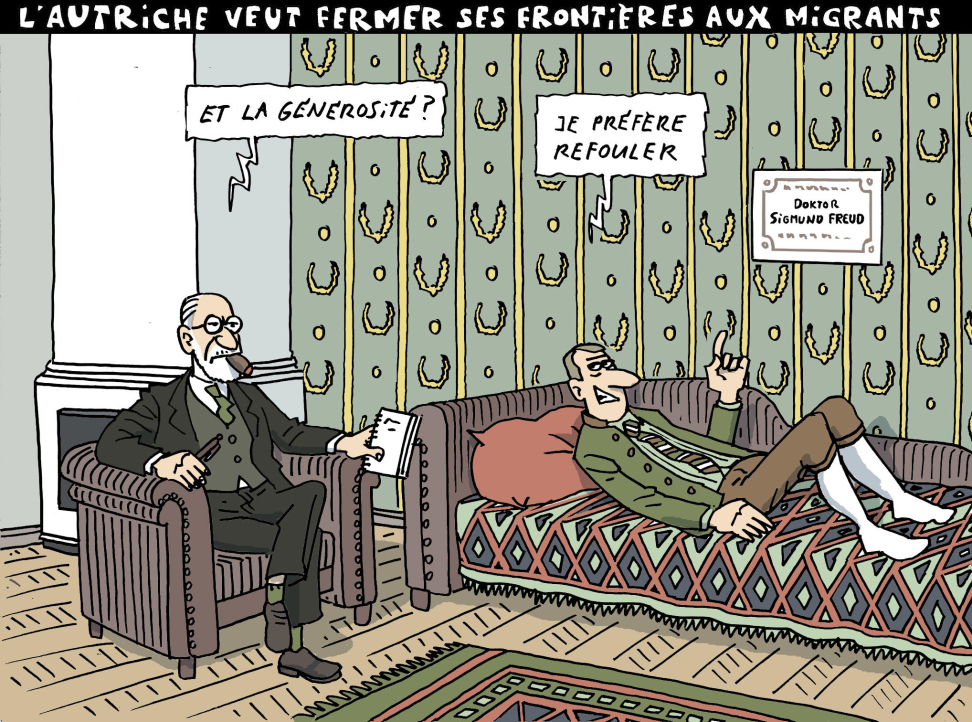 L'AUTRICHE VEUT FERMER SES FRONTIÈRES AUX MIGRANTS
ET LA GÉNÉROSITÉ ?
JE PRÉFÈRE
REFOULER
DOKTOR
SIGMUND FREUD